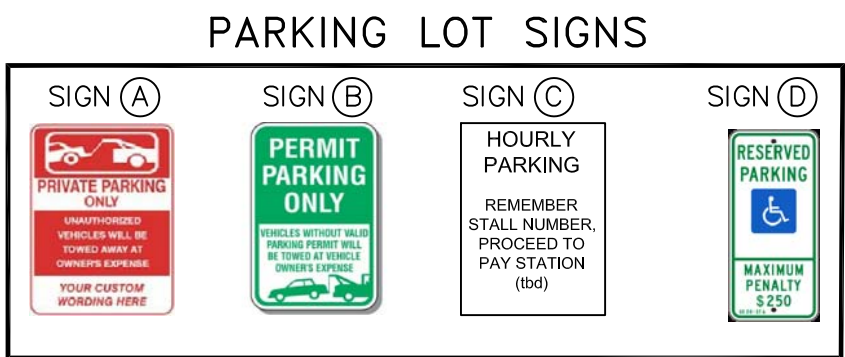 PARKING LOT SIGNS
SIGN A
SIGN B
SIGN C
SIGN D
PRIVATE PARKING
ONLY
UNAUTHORIZED
VEHICLES WILL BE
TOWED AWAY AT
OWNER'S EXPENSE
YOUR CUSTOM
WORDING HERE
PERMIT
PARKING
ONLY
VEHICLES WITHOUT VALID
PARKING PERMIT WILL
BE TOWED AT VEHICLE
OWNER'S EXPENSE
HOURLY
PARKING
REMEMBER
STALL NUMBER,
PROCEED TO
PAY STATION
(tbd)
RESERVED
PARKING
MAXIMUM
PENALTY
$250